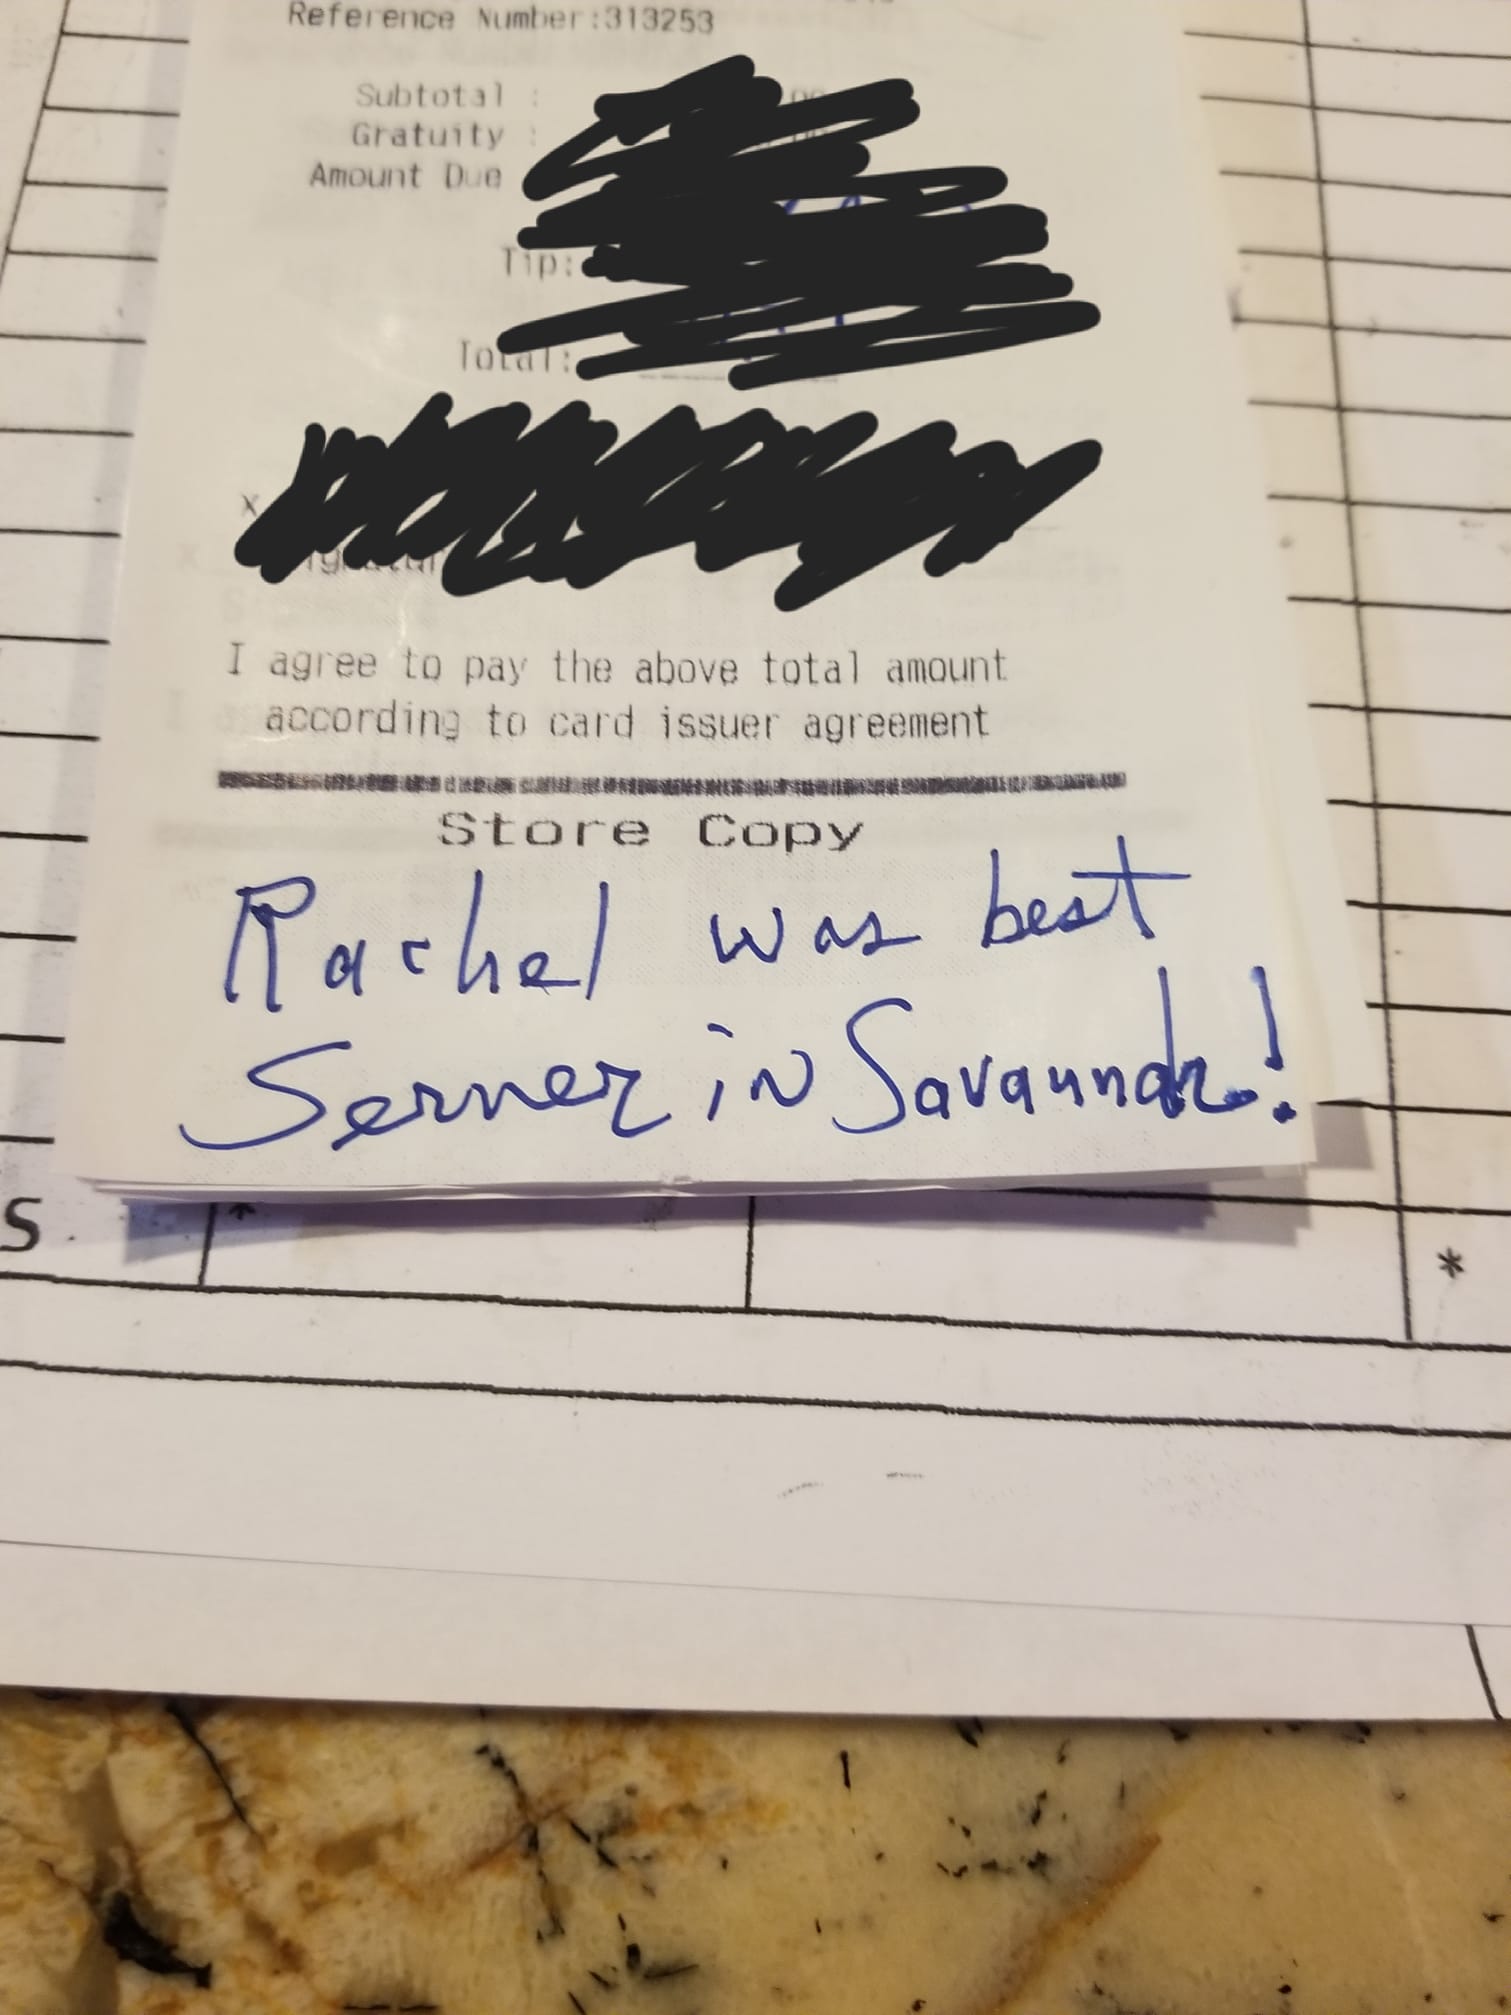 Reference Number:313253
Subtotal :
Gratuity :
Amount Due
Tip:
Total:
x
I agree to pay the above total amount
according to card issuer agreement
Store Copy
Rachel was best
Server in Savannah!
S
*
*